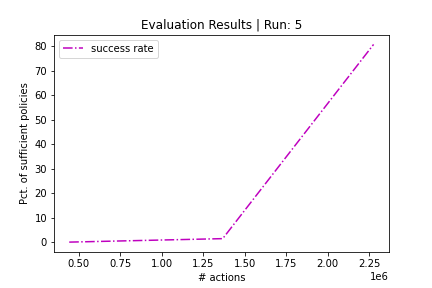 Evaluation Results | Run: 5
success rate
Pct. of sufficient policies
80
70
60
50
40
30
20
10
0
0.50 0.75 1.00 1.25 1.50 1.75 2.00 2.25
1e6
# actions